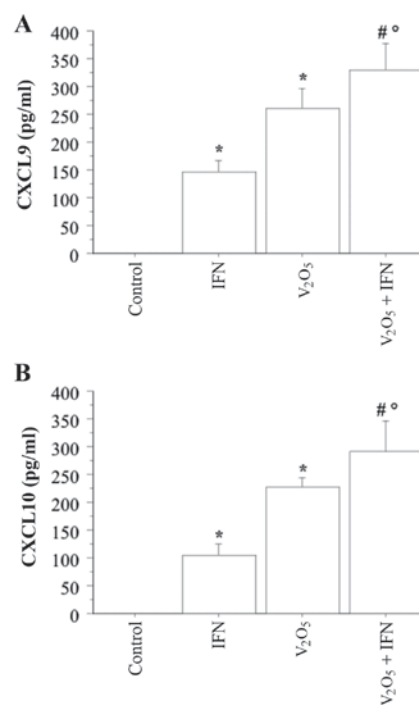 A
CXCL9 (pg/ml)
400
350
300
250
200
150
100
50
0
*
*
# °
Control
IFN
V₂O₅
V₂O₅ + IFN
B
CXCL10 (pg/ml)
400
350
300
250
200
150
100
50
0
*
*
# °
Control
IFN
V₂O₅
V₂O₅ + IFN